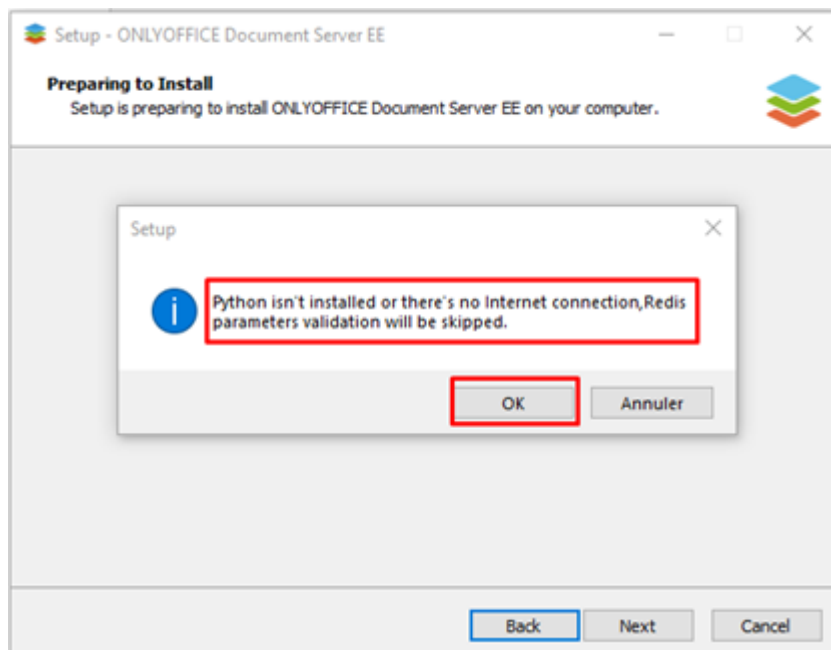 Setup - ONLYOFFICE Document Server EE
Preparing to Install
Setup is preparing to install ONLYOFFICE Document Server EE on your computer.
Setup
Python isn't installed or there's no Internet connection,Redis
parameters validation will be skipped.
OK
Annuler
Back
Next
Cancel